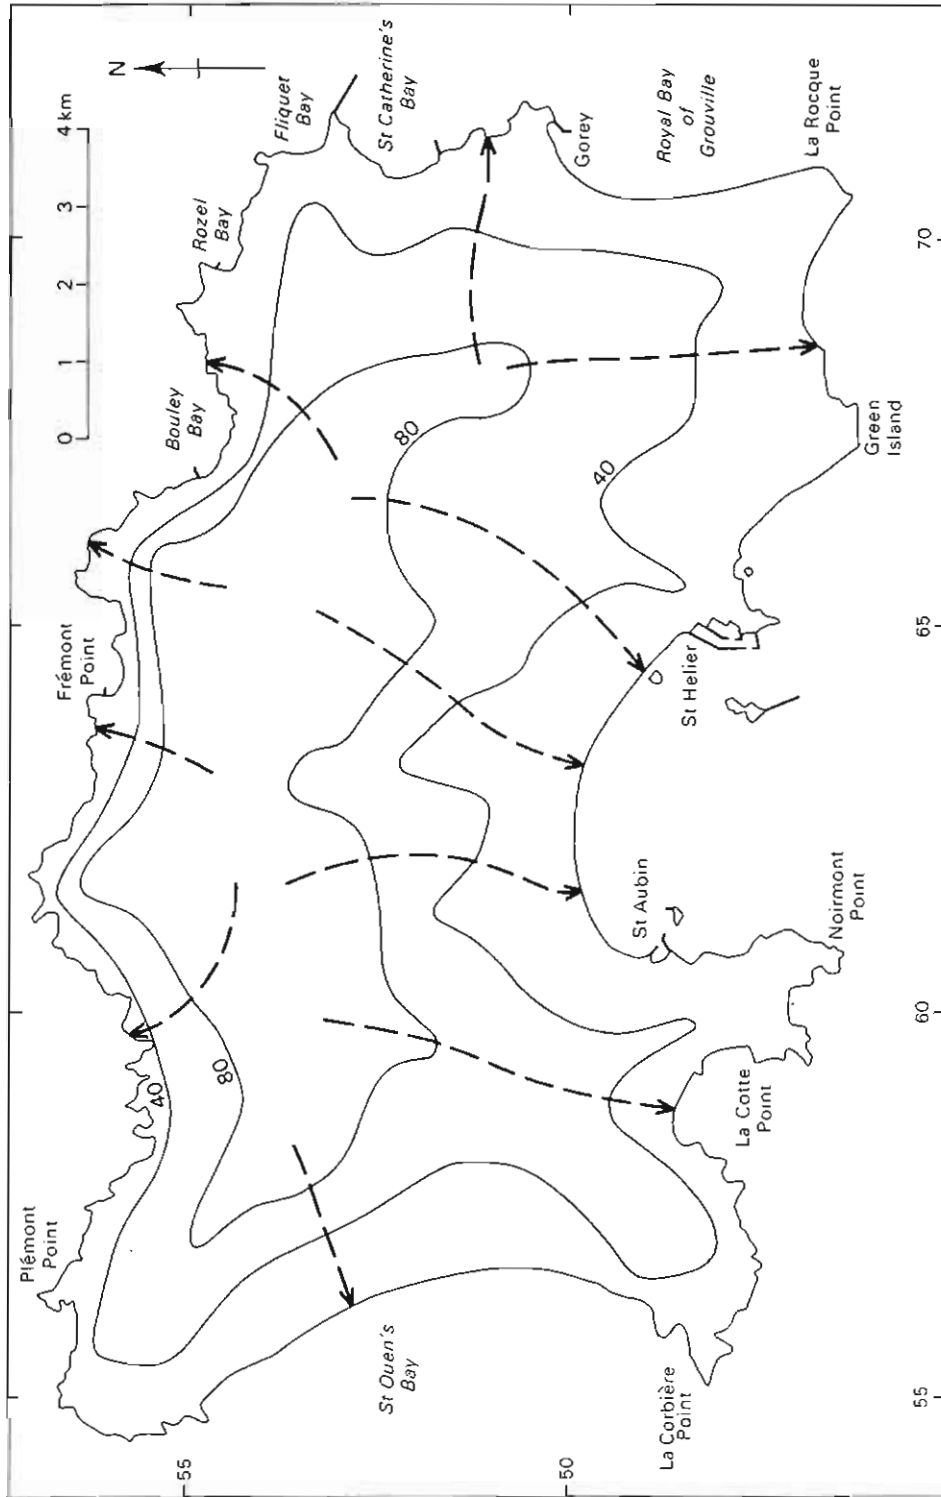 0 1 2 3 4 km
N
Plémont
Point
Frémont
Point
Bouley
Bay
Rozel
Bay
Fliquet
Bay
St Catherine's
Bay
Gorey
Royal Bay
of
Grouville
La Rocque
Point
Green
Island
St Helier
St Aubin
Noirmont
Point
La Cotte
Point
La Corbière
Point
St Ouen's
Bay
40
80
80
40
55
50
55
60
65
70